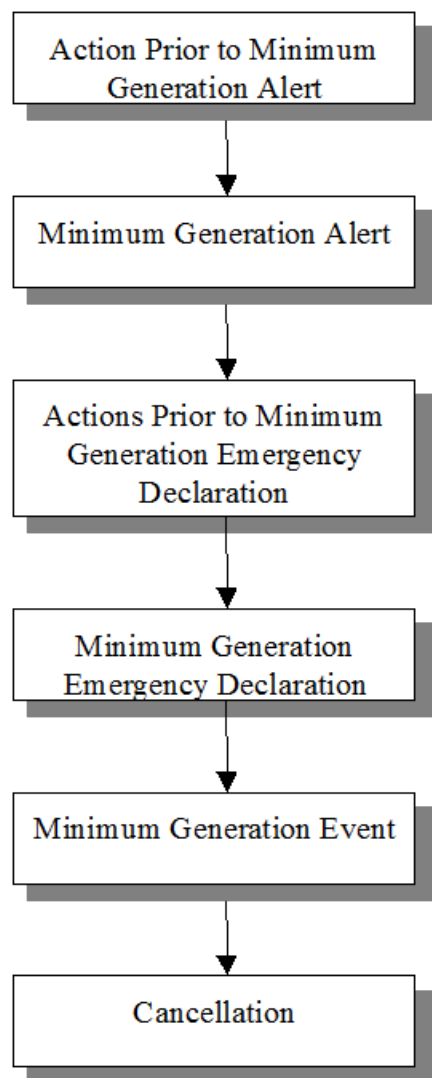 Action Prior to Minimum
Generation Alert
Minimum Generation Alert
Actions Prior to Minimum
Generation Emergency
Declaration
Minimum Generation
Emergency Declaration
Minimum Generation Event
Cancellation